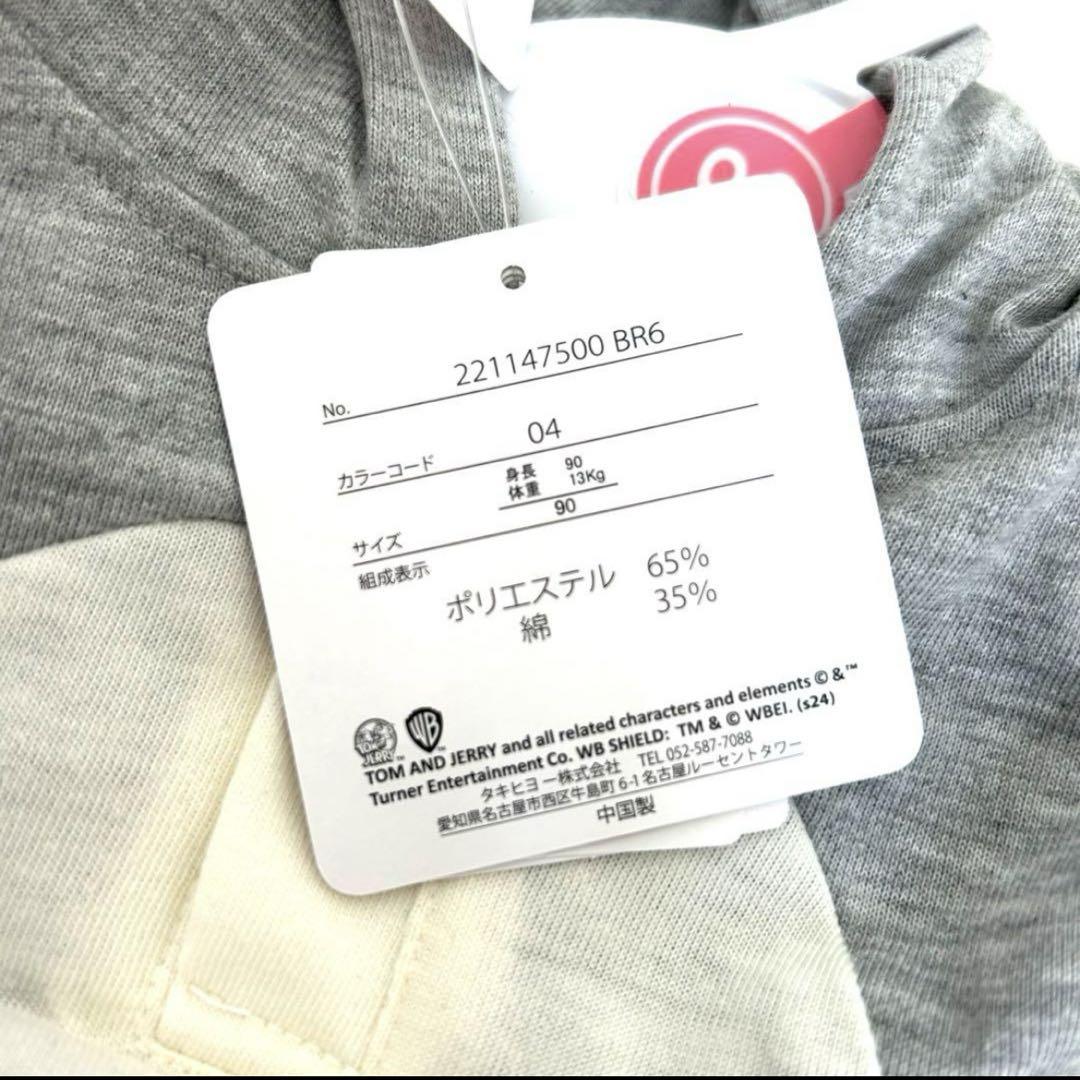 No. 221147500 BR6
カラーコード 04
身長 90
体重 13Kg
サイズ 90
組成表示
ポリエステル 65%
綿 35%
TOM AND JERRY™ WB™
TOM AND JERRY and all related characters and elements © &™
Turner Entertainment Co. WB SHIELD: TM & © WBEI. (s24)
タキヒヨー株式会社 TEL 052-587-7088
愛知県名古屋市西区牛島町6-1名古屋ルーセントタワー
中国製